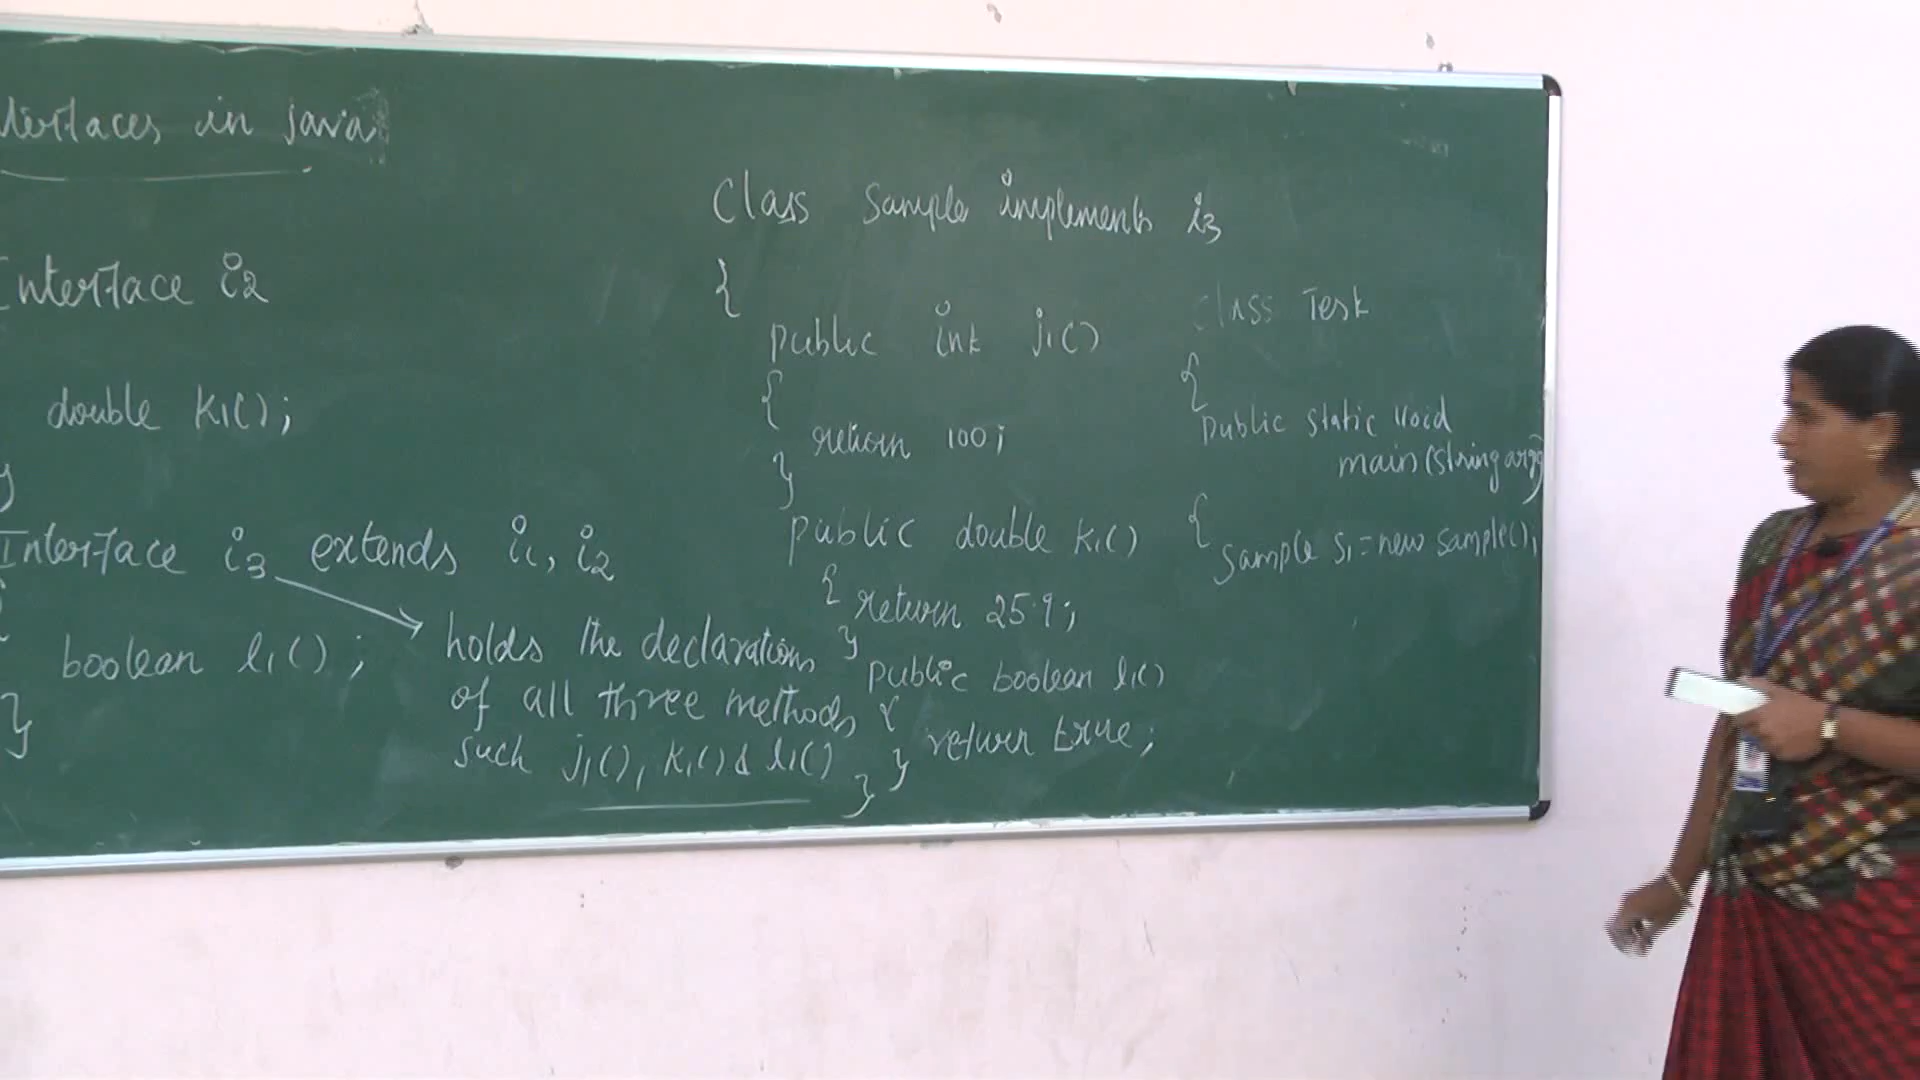 terfaces in java
Interface i2
double k1();
}
Interface i3 extends i1, i2
{
boolean l1();
}
holds the declarations
of all three methods
such j1(), k1() & l1()
Class Sample implements i3
{
public int j1()
{
return 100;
}
public double k1()
{ return 25.9;
}
public boolean l1()
{
return true;
}
}
class Test
{
public static void
main(String args)
{
Sample s1 = new sample();